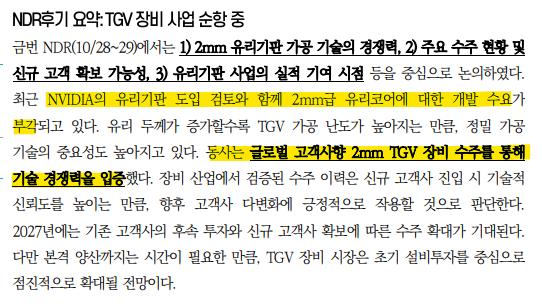 NDR후기 요약: TGV 장비 사업 순항 중
금번 NDR(10/28~29)에서는 1) 2mm 유리기판 가공 기술의 경쟁력, 2) 주요 수주 현황 및
신규 고객 확보 가능성, 3) 유리기판 사업의 실적 기여 시점 등을 중심으로 논의하였다.
최근 NVIDIA의 유리기판 도입 검토와 함께 2mm급 유리코어에 대한 개발 수요가
부각되고 있다. 유리 두께가 증가할수록 TGV 가공 난도가 높아지는 만큼, 정밀 가공
기술의 중요성도 높아지고 있다. 동사는 글로벌 고객사향 2mm TGV 장비 수주를 통해
기술 경쟁력을 입증했다. 장비 산업에서 검증된 수주 이력은 신규 고객사 진입 시 기술적
신뢰도를 높이는 만큼, 향후 고객사 다변화에 긍정적으로 작용할 것으로 판단한다.
2027년에는 기존 고객사의 후속 투자와 신규 고객사 확보에 따른 수주 확대가 기대된다.
다만 본격 양산까지는 시간이 필요한 만큼, TGV 장비 시장은 초기 설비투자를 중심으로
점진적으로 확대될 전망이다.